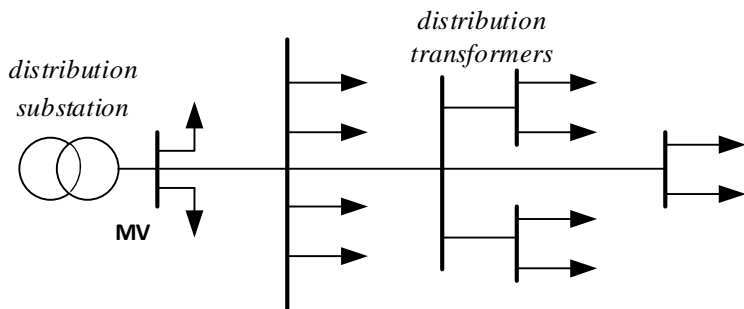 distribution
substation
MV
distribution
transformers